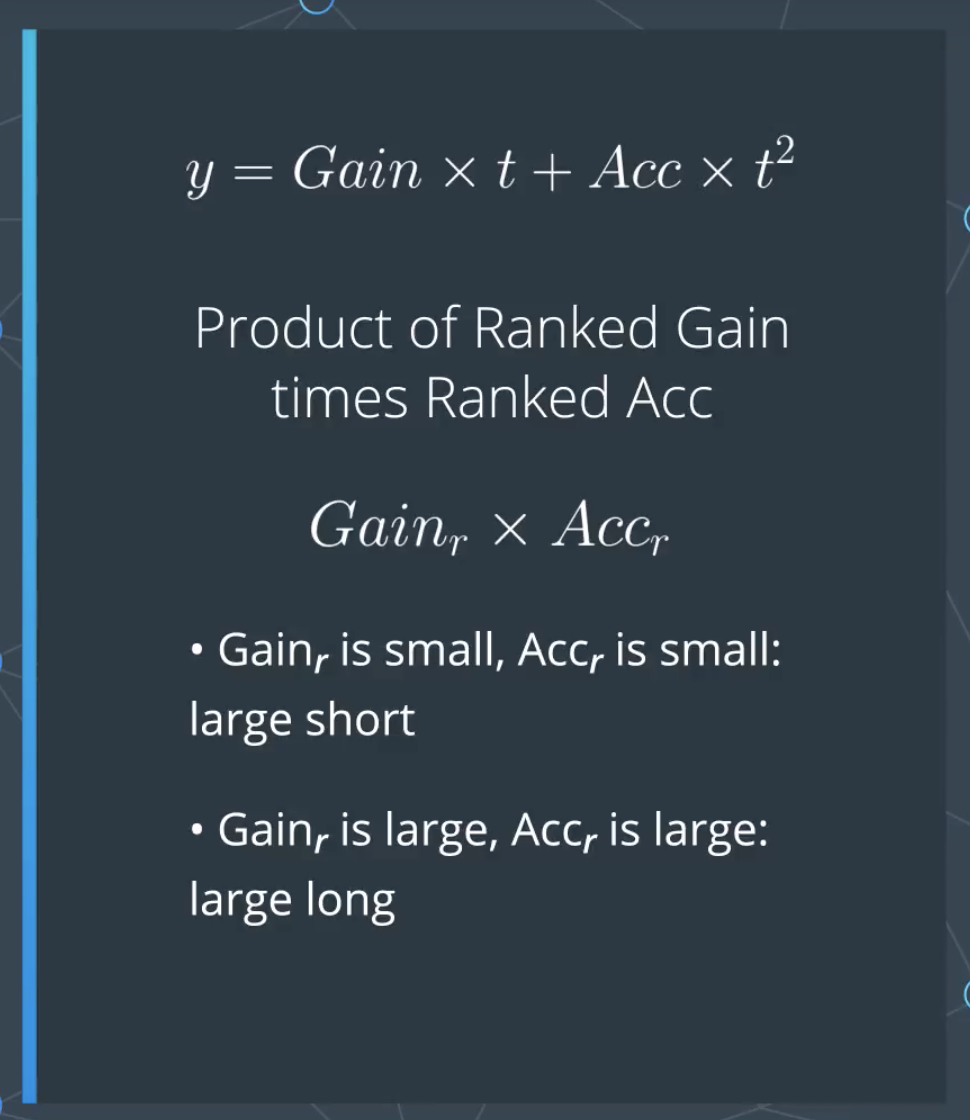 y = Gain × t + Acc × t²
Product of Ranked Gain
times Ranked Acc
Gainᵣ × Accᵣ
• Gainᵣ is small, Accᵣ is small:
large short
• Gainᵣ is large, Accᵣ is large:
large long